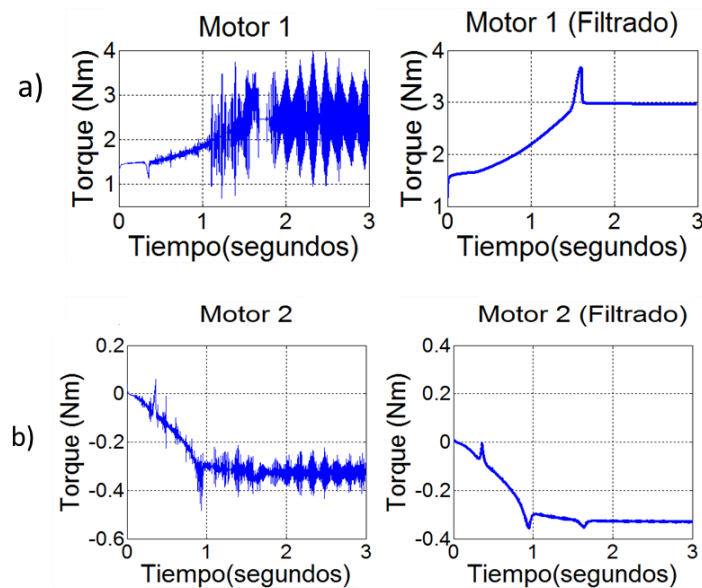 a)
Motor 1
Torque (Nm)
4
3
2
1
0
1
2
3
Tiempo(segundos)
Motor 1 (Filtrado)
Torque (Nm)
4
3
2
1
0
1
2
3
Tiempo(segundos)
b)
Motor 2
Torque (Nm)
0.2
0
-0.2
-0.4
-0.6
0
1
2
3
Tiempo(segundos)
Motor 2 (Filtrado)
Torque (Nm)
0.4
0.2
0
-0.2
-0.4
0
1
2
3
Tiempo(segundos)